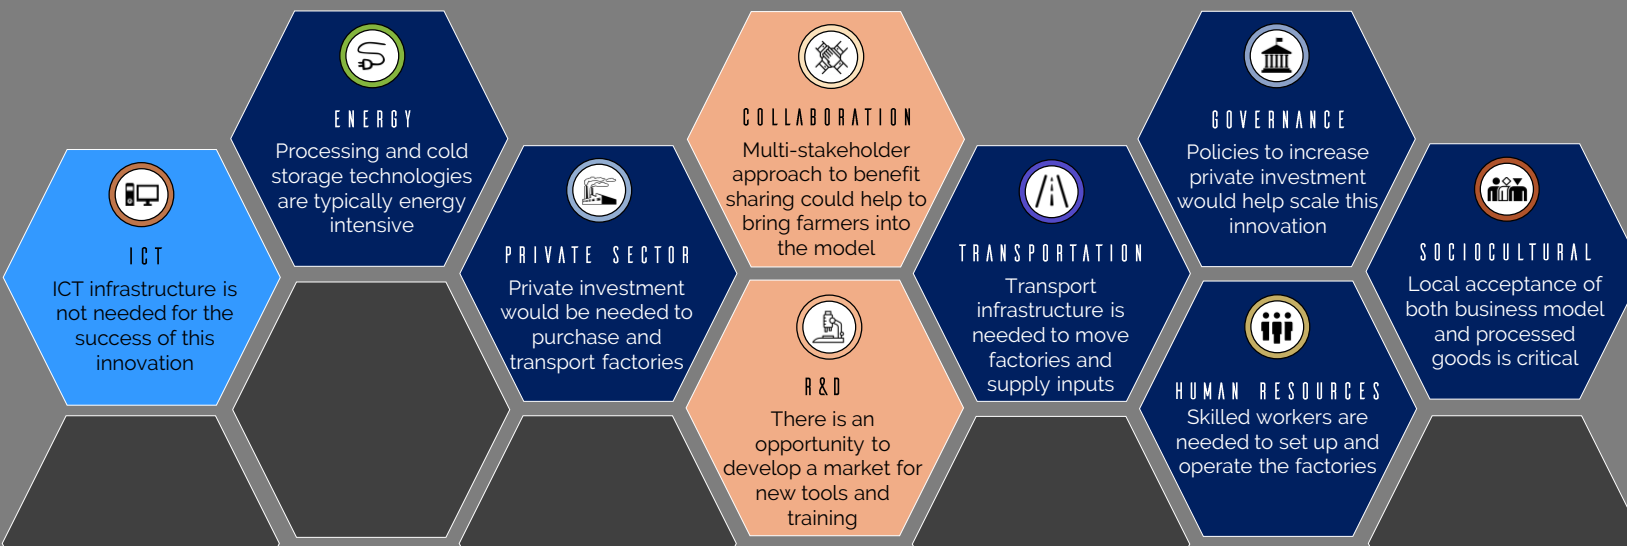 ICT
ICT infrastructure is
not needed for the
success of this
innovation
ENERGY
Processing and cold
storage technologies
are typically energy
intensive
PRIVATE SECTOR
Private investment
would be needed to
purchase and
transport factories
COLLABORATION
Multi-stakeholder
approach to benefit
sharing could help to
bring farmers into
the model
R&D
There is an
opportunity to
develop a market for
new tools and
training
TRANSPORTATION
Transport
infrastructure is
needed to move
factories and
supply inputs
GOVERNANCE
Policies to increase
private investment
would help scale this
innovation
HUMAN RESOURCES
Skilled workers are
needed to set up and
operate the factories
SOCIOCULTURAL
Local acceptance of
both business model
and processed
goods is critical